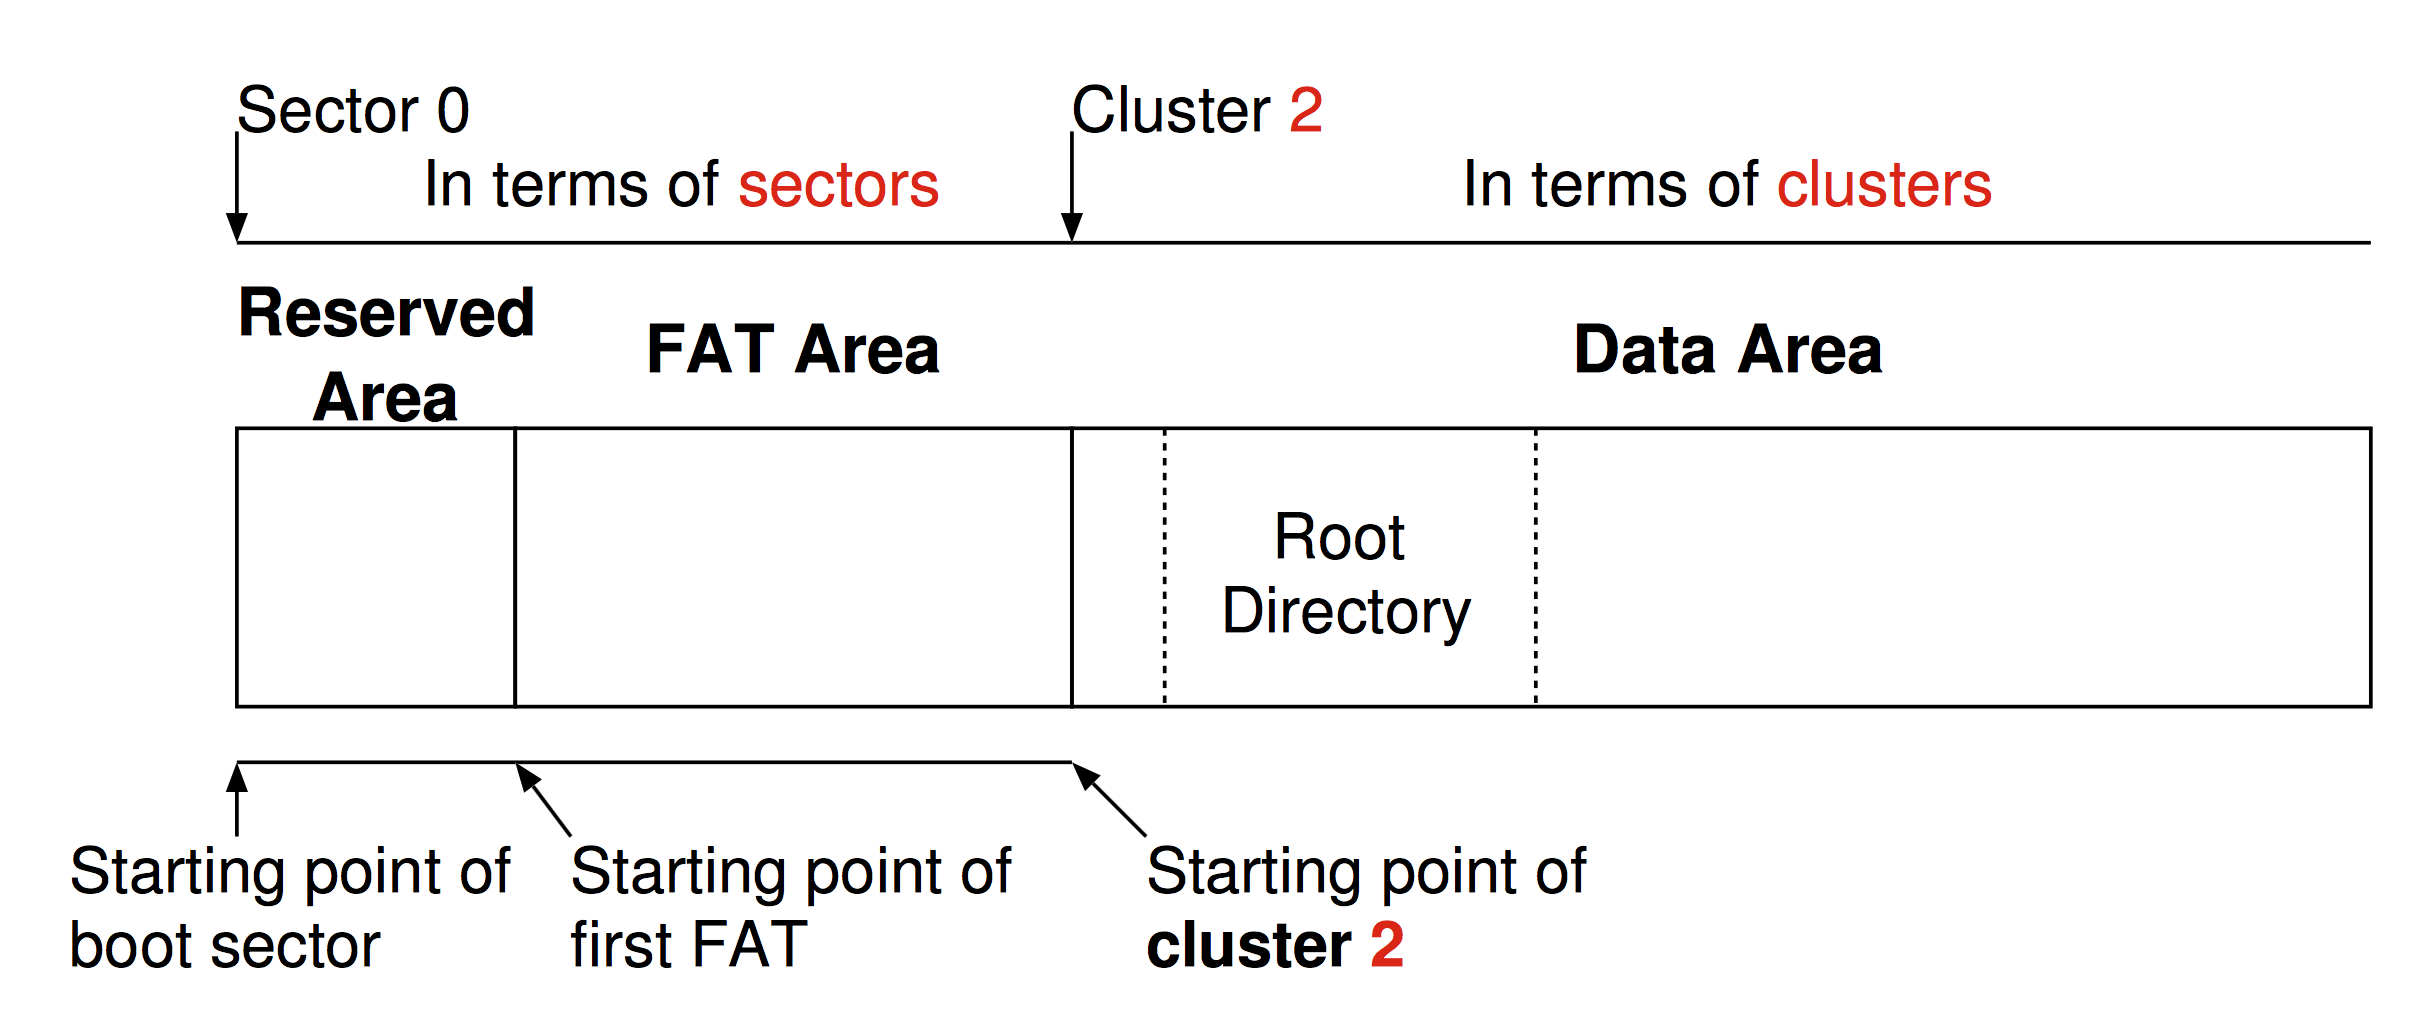 Sector 0
Cluster 2
In terms of sectors
In terms of clusters
Reserved
Area
FAT Area
Data Area
Root
Directory
Starting point of
boot sector
Starting point of
first FAT
Starting point of
cluster 2